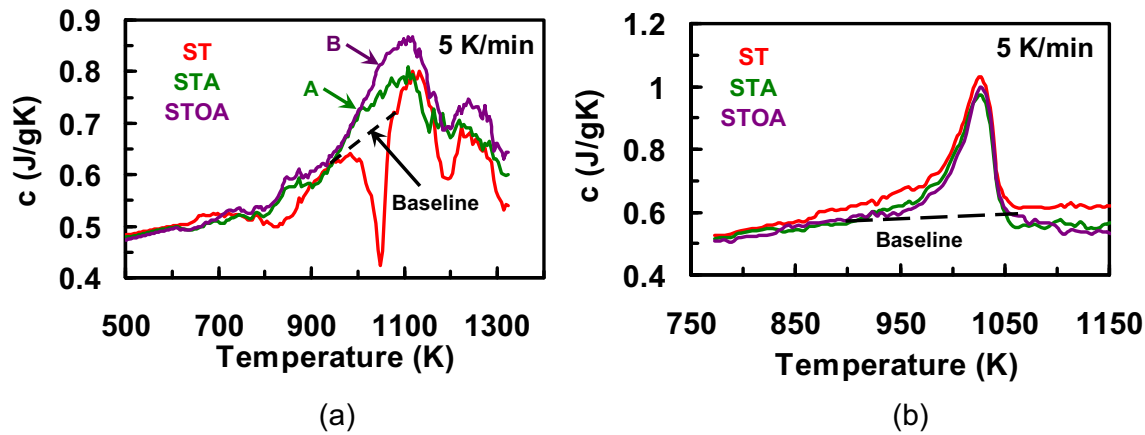 0.9
0.8
0.7
0.6
0.5
0.4
c (J/gK)
ST
STA
STOA
B
A
5 K/min
Baseline
500 700 900 1100 1300
Temperature (K)
(a)
1.2
1
0.8
0.6
0.4
c (J/gK)
ST
STA
STOA
5 K/min
Baseline
750 850 950 1050 1150
Temperature (K)
(b)